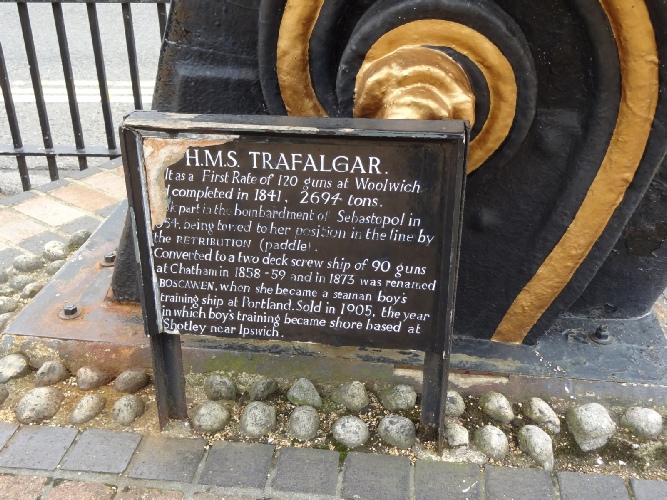 H.M.S. TRAFALGAR.
lt as a First Rate of 120 guns at Woolwich
d completed in 1841, 2694 tons.
k part in the bombardment of Sebastopol in
54, being towed to her position in the line by
the RETRIBUTION (paddle).
Converted to a two deck screw ship of 90 guns
at Chatham in 1858-59 and in 1873 was renamed
BOSCAWEN, when she became a seaman boy's
training ship at Portland. Sold in 1905, the year
in which boy's training became shore based at
Shotley near Ipswich.